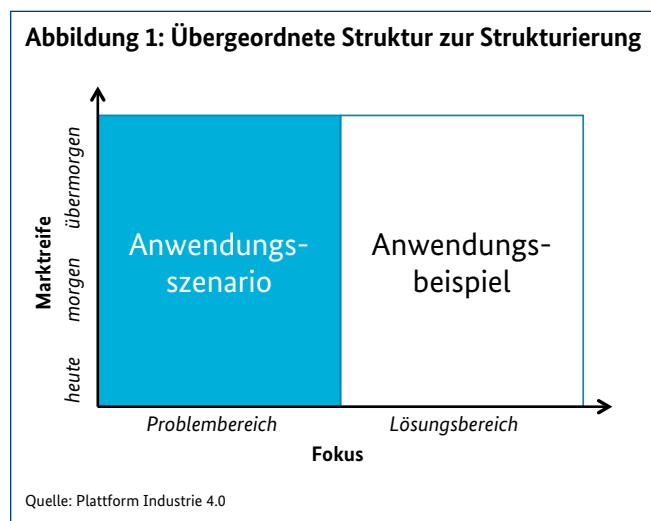 Abbildung 1: Übergeordnete Struktur zur Strukturierung
Marktreife
übermorgen
morgen
heute
Anwendungs-
szenario
Anwendungs-
beispiel
Problembereich
Lösungsbereich
Fokus
Quelle: Plattform Industrie 4.0